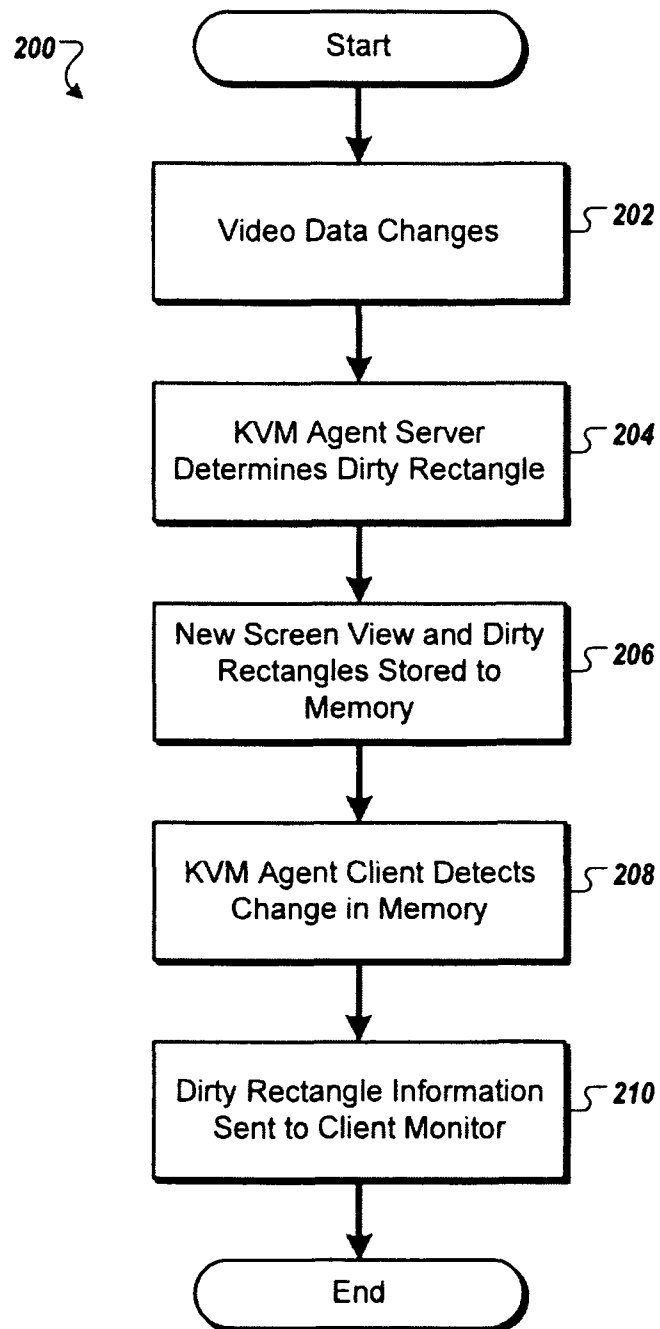 200
Start
Video Data Changes
202
KVM Agent Server
Determines Dirty Rectangle
204
New Screen View and Dirty
Rectangles Stored to
Memory
206
KVM Agent Client Detects
Change in Memory
208
Dirty Rectangle Information
Sent to Client Monitor
210
End